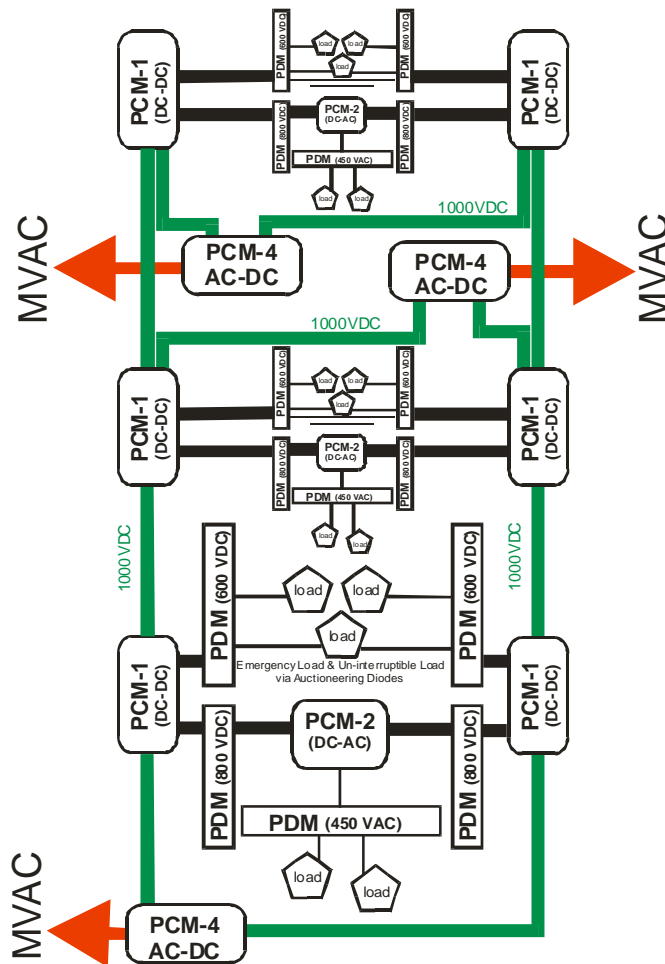 PDM (600 VDC)
load
load
load
PDM (600 VDC)
PCM-1
(DC-DC)
PCM-1
(DC-DC)
PDM (800 VDC)
PCM-2
(DC-AC)
PDM (800 VDC)
PDM (450 VAC)
load
load
1000VDC
MVAC
PCM-4
AC-DC
PCM-4
AC-DC
MVAC
1000VDC
PDM (600 VDC)
load
load
load
PDM (600 VDC)
PCM-1
(DC-DC)
PCM-1
(DC-DC)
PDM (800 VDC)
PCM-2
(DC-AC)
PDM (800 VDC)
PDM (450 VAC)
load
load
1000VDC
1000VDC
PDM (600 VDC)
load
load
load
PDM (600 VDC)
Emergency Load & Un-interruptible Load
via Auctioneering Diodes
PCM-1
(DC-DC)
PCM-1
(DC-DC)
PDM (800 VDC)
PCM-2
(DC-AC)
PDM (800 VDC)
PDM (450 VAC)
load
load
MVAC
PCM-4
AC-DC